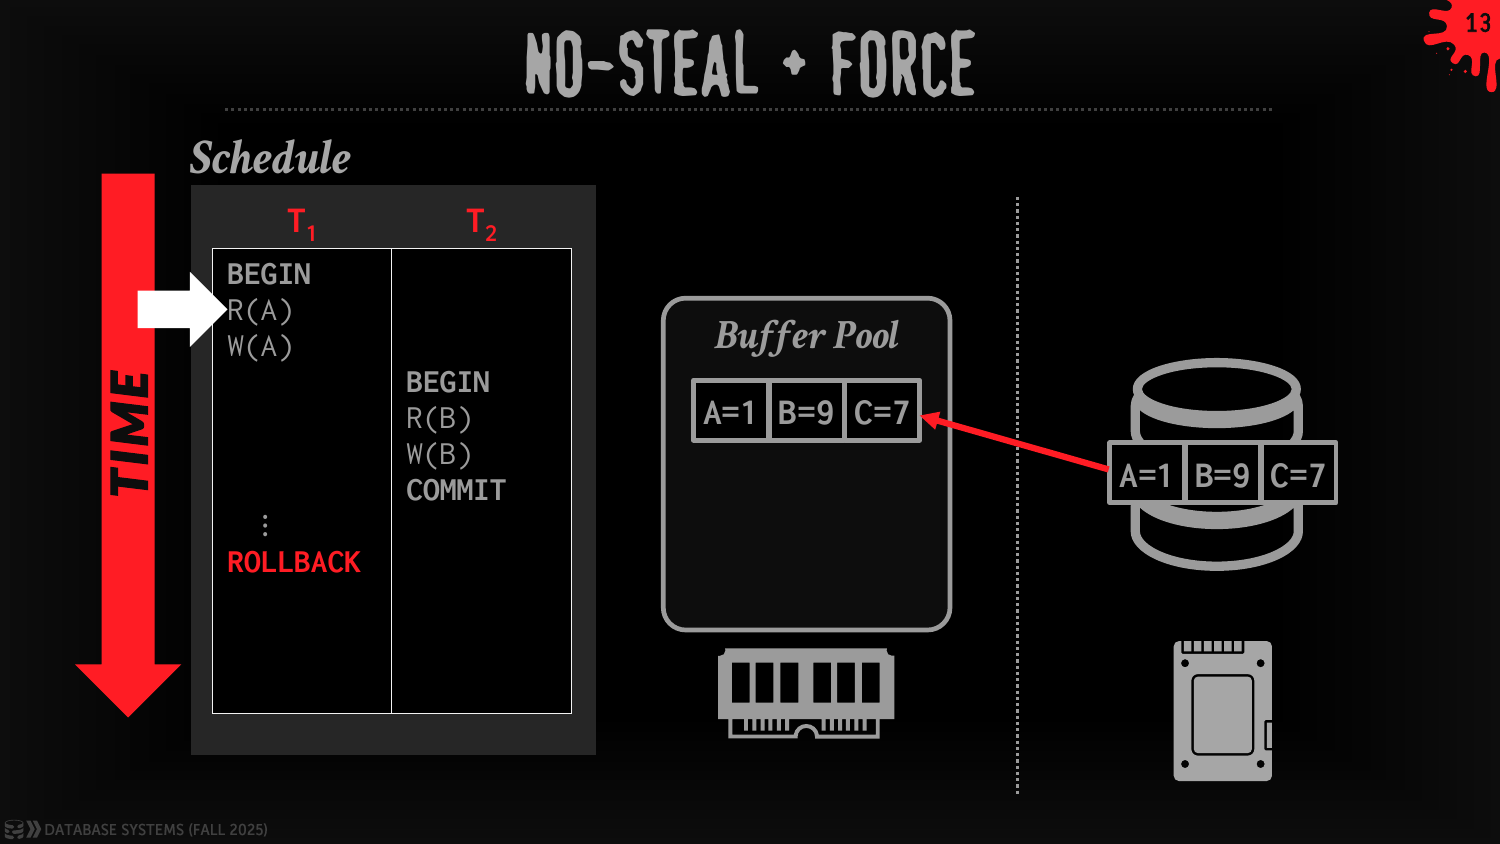 13
NO-STEAL + FORCE
Schedule
T1 T2
BEGIN
R(A)
W(A)
BEGIN
R(B)
W(B)
COMMIT
⋮
ROLLBACK
TIME
Buffer Pool
A=1 B=9 C=7
A=1 B=9 C=7
DATABASE SYSTEMS (FALL 2025)